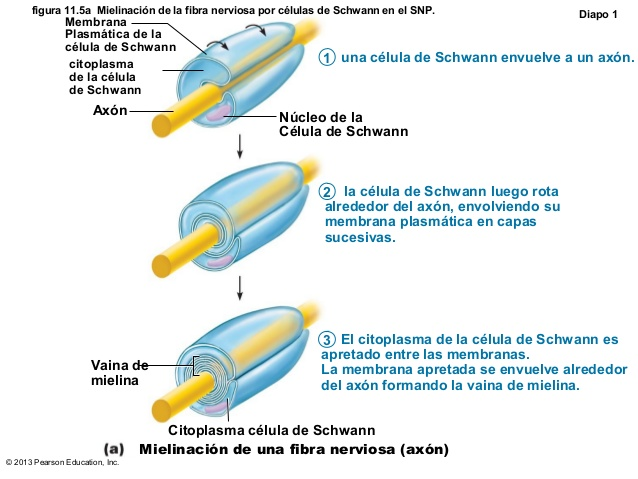 figura 11.5a  Mielinación de la fibra nerviosa por células de Schwann en el SNP.
Diapo 1
Membrana
Plasmática de la
célula de Schwann
citoplasma
de la célula
de Schwann
Axón
Núcleo de la
Célula de Schwann
1 una célula de Schwann envuelve a un axón.
2 la célula de Schwann luego rota
alrededor del axón, envolviendo su
membrana plasmática en capas
sucesivas.
3 El citoplasma de la célula de Schwann es
apretado entre las membranas.
La membrana apretada se envuelve alrededor
del axón formando la vaina de mielina.
Vaina de
mielina
Citoplasma célula de Schwann
(a) Mielinación de una fibra nerviosa (axón)
© 2013 Pearson Education, Inc.